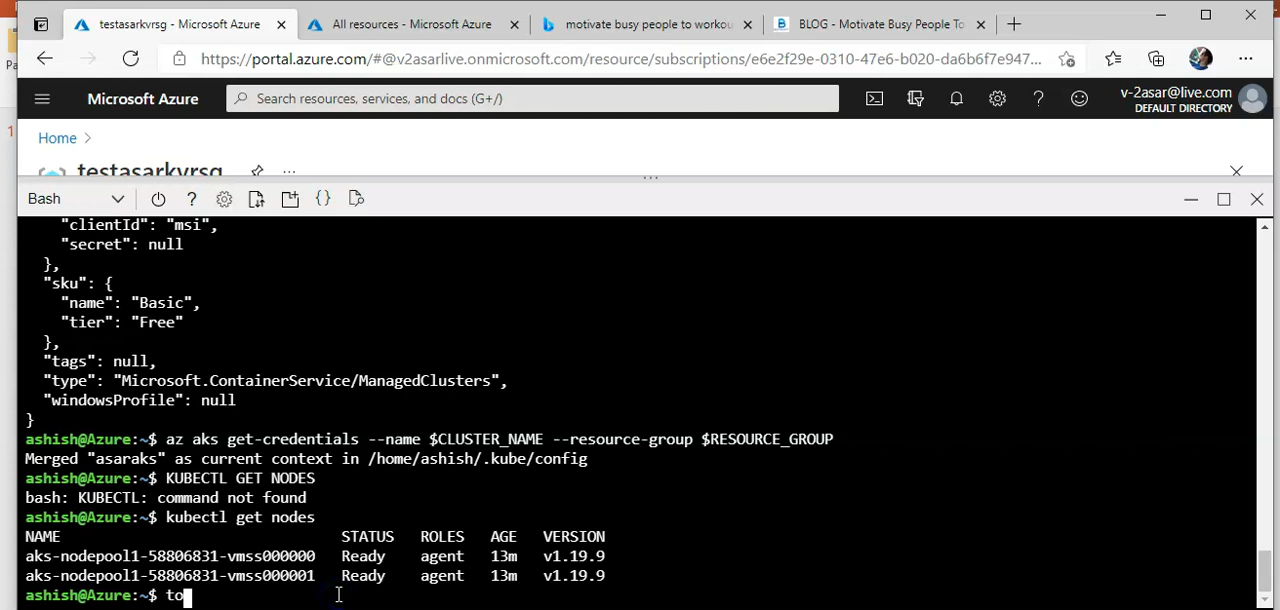 testasarkvrsg - Microsoft Azure
All resources - Microsoft Azure
motivate busy people to workou
BLOG - Motivate Busy People To
https://portal.azure.com/#@v2asarlive.onmicrosoft.com/resource/subscriptions/e6e2f29e-0310-47e6-b020-da6b6f7e947...
Pa
Microsoft Azure
Search resources, services, and docs (G+/)
v-2asar@live.com
DEFAULT DIRECTORY
1
Home >
testasarkvrsg
Bash
"clientId": "msi",
"secret": null
},
"sku": {
"name": "Basic",
"tier": "Free"
},
"tags": null,
"type": "Microsoft.ContainerService/ManagedClusters",
"windowsProfile": null
}
ashish@Azure:~$ az aks get-credentials --name $CLUSTER_NAME --resource-group $RESOURCE_GROUP
Merged "asaraks" as current context in /home/ashish/.kube/config
ashish@Azure:~$ KUBECTL GET NODES
bash: KUBECTL: command not found
ashish@Azure:~$ kubectl get nodes
NAME STATUS ROLES AGE VERSION
aks-nodepool1-58806831-vmss000000 Ready agent 13m v1.19.9
aks-nodepool1-58806831-vmss000001 Ready agent 13m v1.19.9
ashish@Azure:~$ to